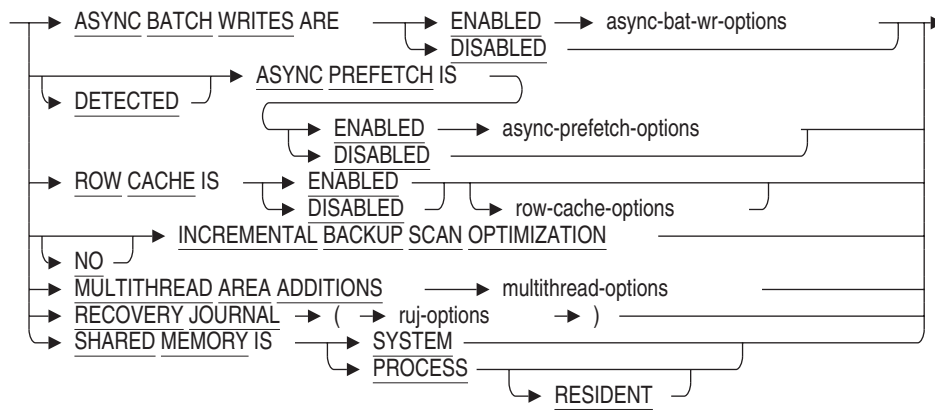 ASYNC BATCH WRITES ARE ENABLED async-bat-wr-options
DISABLED
ASYNC PREFETCH IS
DETECTED
ENABLED async-prefetch-options
DISABLED
ROW CACHE IS ENABLED
DISABLED row-cache-options
INCREMENTAL BACKUP SCAN OPTIMIZATION
NO
MULTITHREAD AREA ADDITIONS multithread-options
RECOVERY JOURNAL ( ruj-options )
SHARED MEMORY IS SYSTEM
PROCESS
RESIDENT